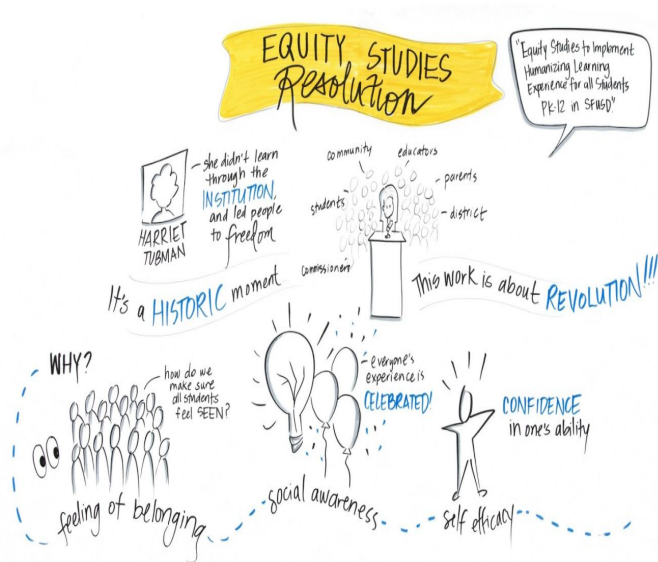 EQUITY STUDIES
Resolution
"Equity Studies to Implement
Humanizing Learning
Experience for all Students
PK-12 in SFUSD"
HARRIET
TUBMAN
- she didn't learn
through the
INSTITUTION,
and led people
to freedom
community
educators
students
- parents
- district
commissioners
It's a HISTORIC moment
This work is about REVOLUTION!!!
WHY?
- how do we
make sure
all students
feel SEEN?
feeling of belonging
- everyone's
experience is
CELEBRATED!
social awareness
CONFIDENCE
in one's ability
self efficacy